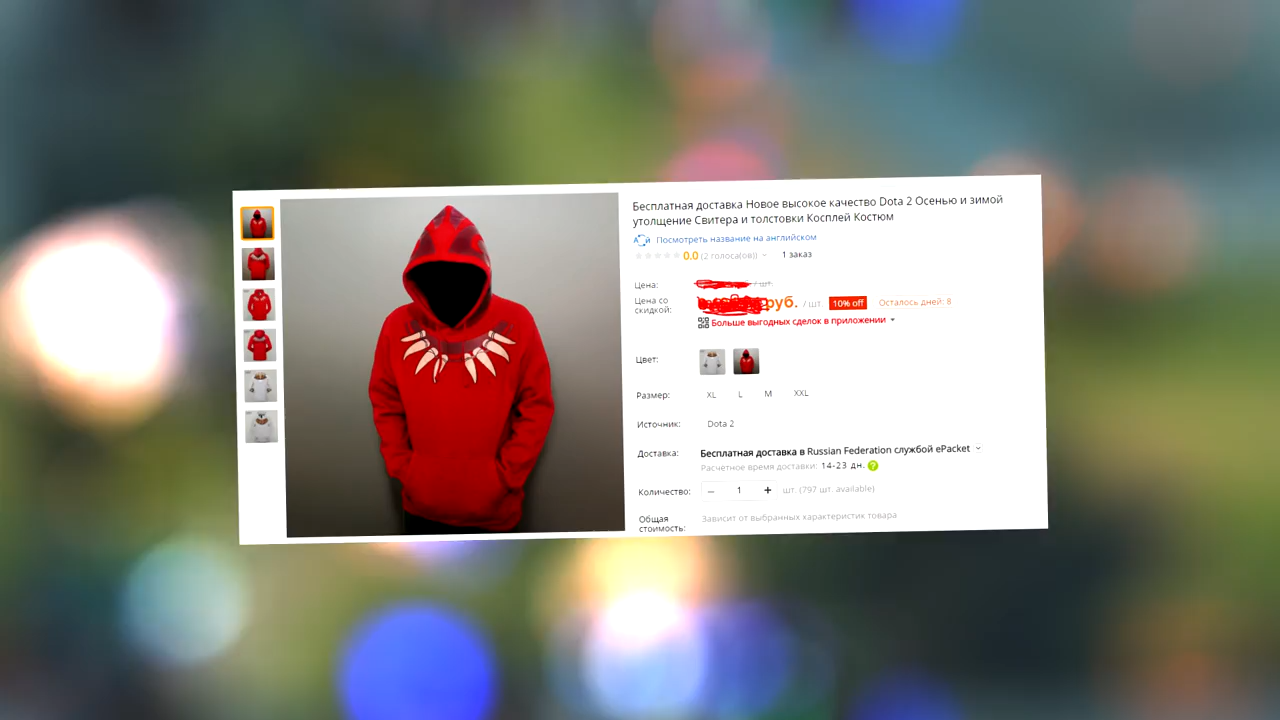 Бесплатная доставка Новое высокое качество Dota 2 Осенью и зимой
утолщение Свитера и толстовки Косплей Костюм
Посмотреть название на английском
0.0 (2 голоса(ов)) 1 заказ
Цена: / шт.
Цена со скидкой: руб. / шт. 10% off Осталось дней: 8
Больше выгодных сделок в приложении
Цвет:
Размер: XL L M XXL
Источник: Dota 2
Доставка: Бесплатная доставка в Russian Federation службой ePacket
Расчетное время доставки: 14-23 дн. ?
Количество: – 1 + шт. (797 шт. available)
Общая стоимость: Зависит от выбранных характеристик товара